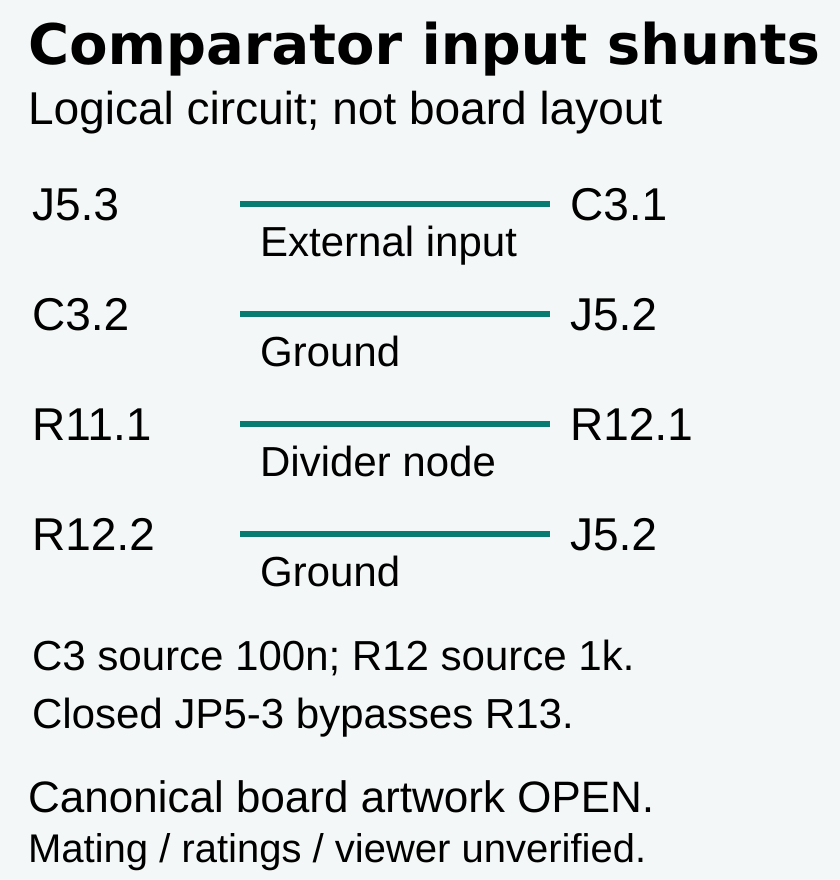 Comparator input shunts
Logical circuit; not board layout
J5.3 C3.1
External input
C3.2 J5.2
Ground
R11.1 R12.1
Divider node
R12.2 J5.2
Ground
C3 source 100n; R12 source 1k.
Closed JP5-3 bypasses R13.
Canonical board artwork OPEN.
Mating / ratings / viewer unverified.